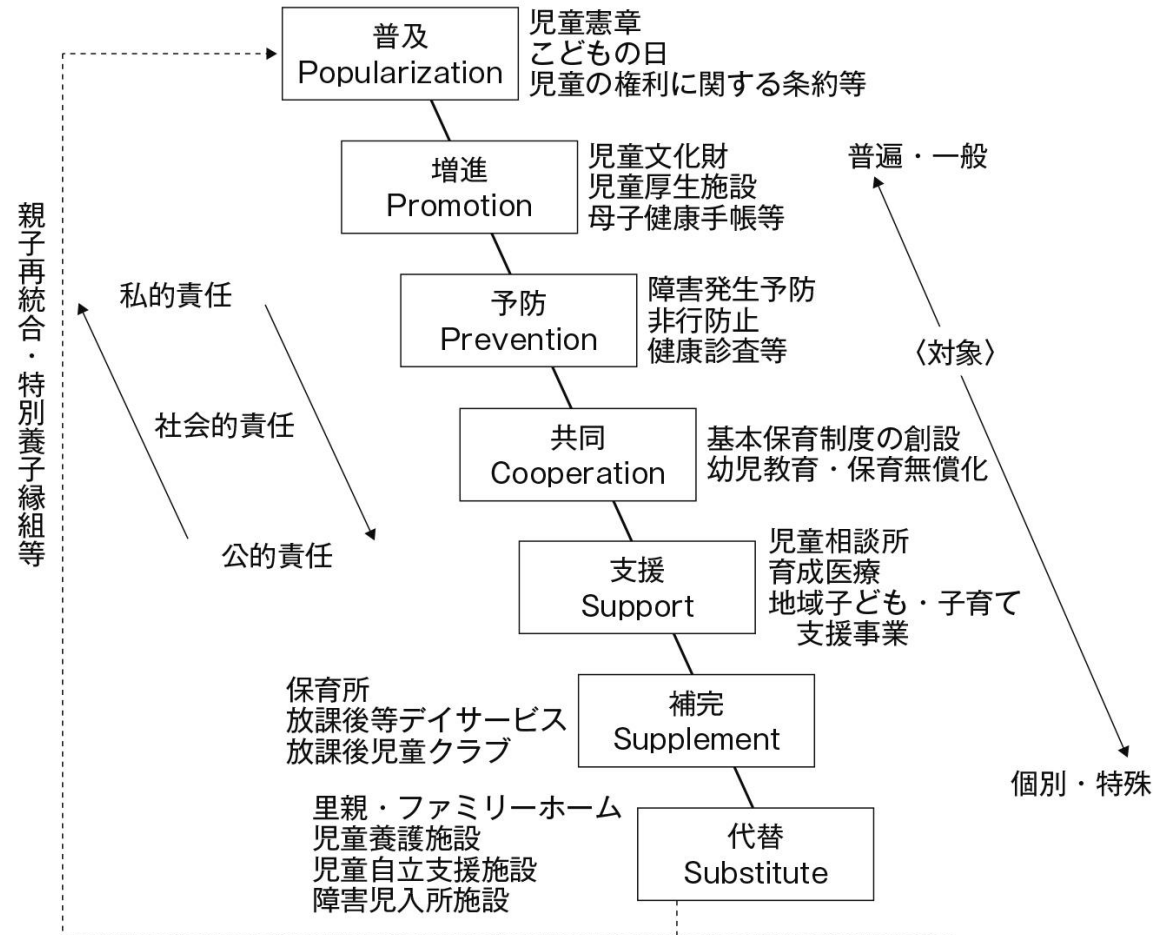 普及
Popularization
児童憲章
こどもの日
児童の権利に関する条約等
増進
Promotion
児童文化財
児童厚生施設
母子健康手帳等
普遍・一般
親子再統合・特別養子縁組等
私的責任
予防
Prevention
障害発生予防
非行防止
健康診査等
〈対象〉
社会的責任
共同
Cooperation
基本保育制度の創設
幼児教育・保育無償化
公的責任
支援
Support
児童相談所
育成医療
地域子ども・子育て
支援事業
保育所
放課後等デイサービス
放課後児童クラブ
補完
Supplement
個別・特殊
里親・ファミリーホーム
児童養護施設
児童自立支援施設
障害児入所施設
代替
Substitute